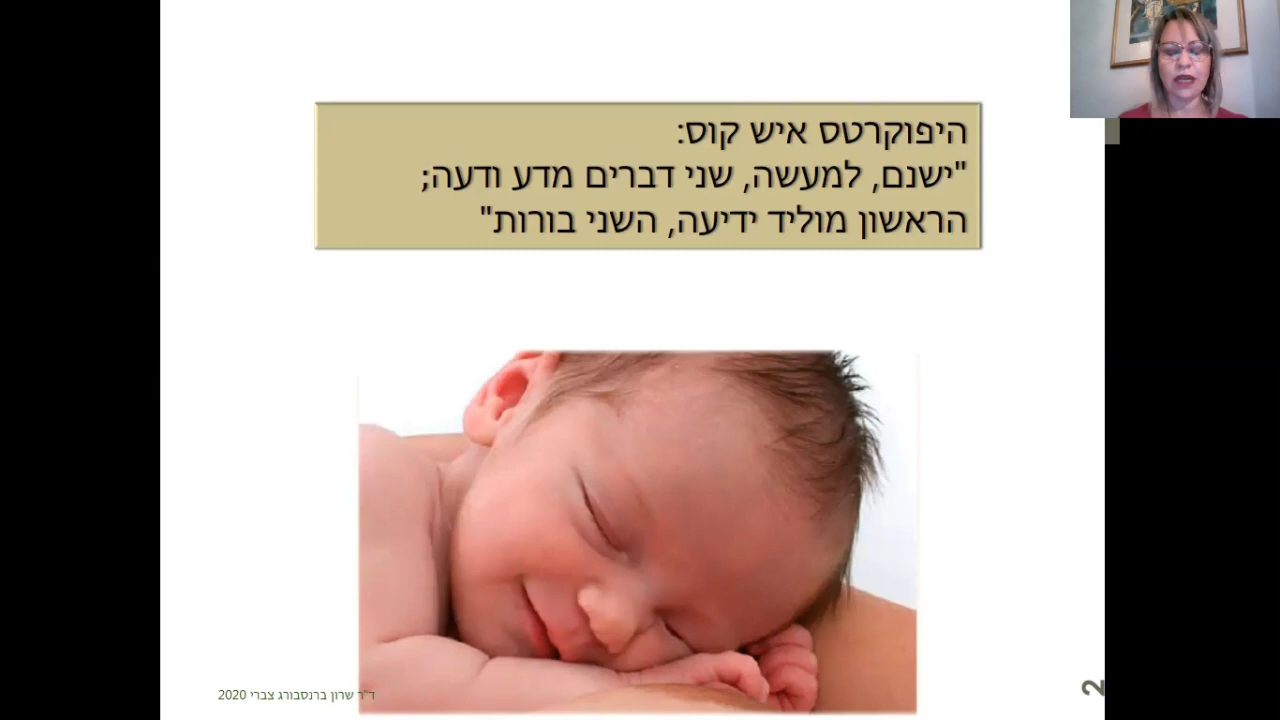 היפוקרטס איש קוס:
"ישנם, למעשה, שני דברים מדע ודעה;
הראשון מוליד ידיעה, השני בורות"
ד"ר שרון ברנסבורג צברי 2020
2